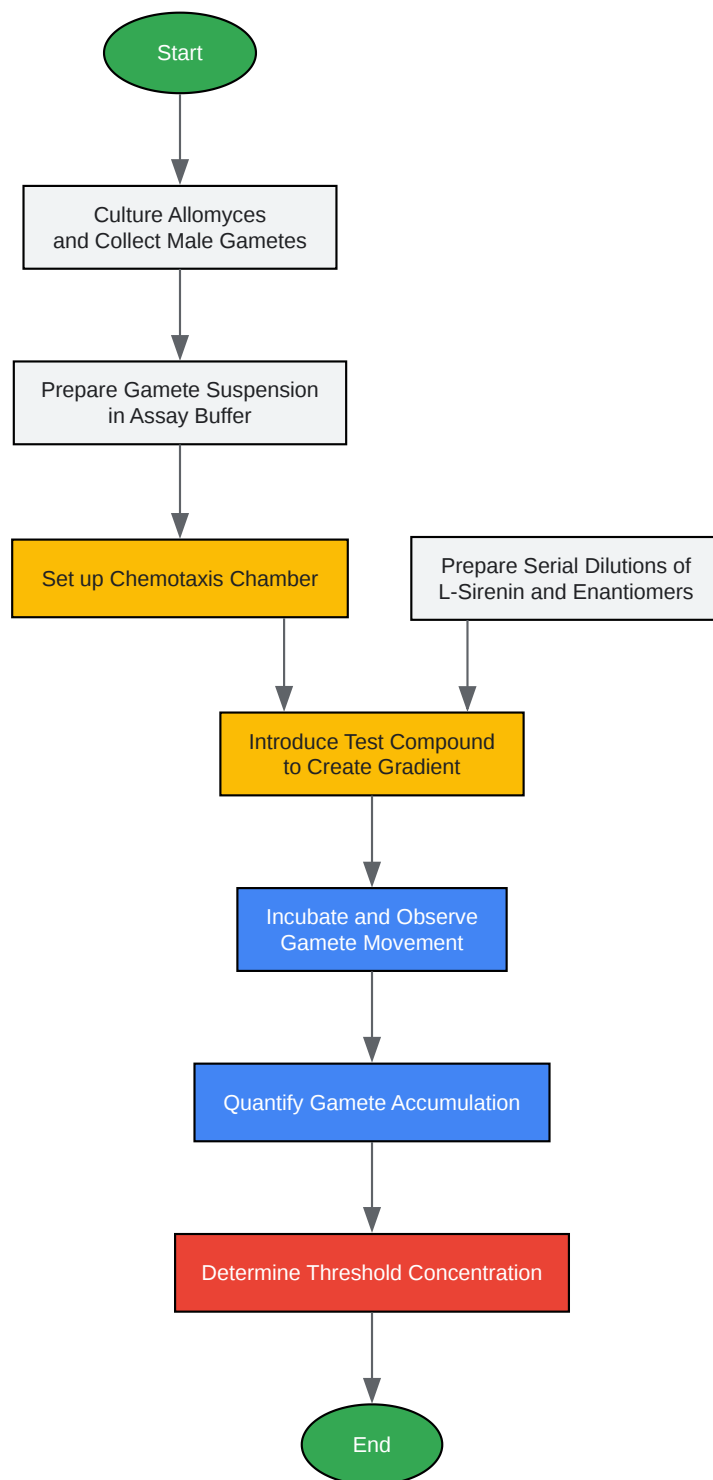 Start
Culture Allomyces
and Collect Male Gametes
Prepare Gamete Suspension
in Assay Buffer
Set up Chemotaxis Chamber
Prepare Serial Dilutions of
L-Sirenin and Enantiomers
Introduce Test Compound
to Create Gradient
Incubate and Observe
Gamete Movement
Quantify Gamete Accumulation
Determine Threshold Concentration
End